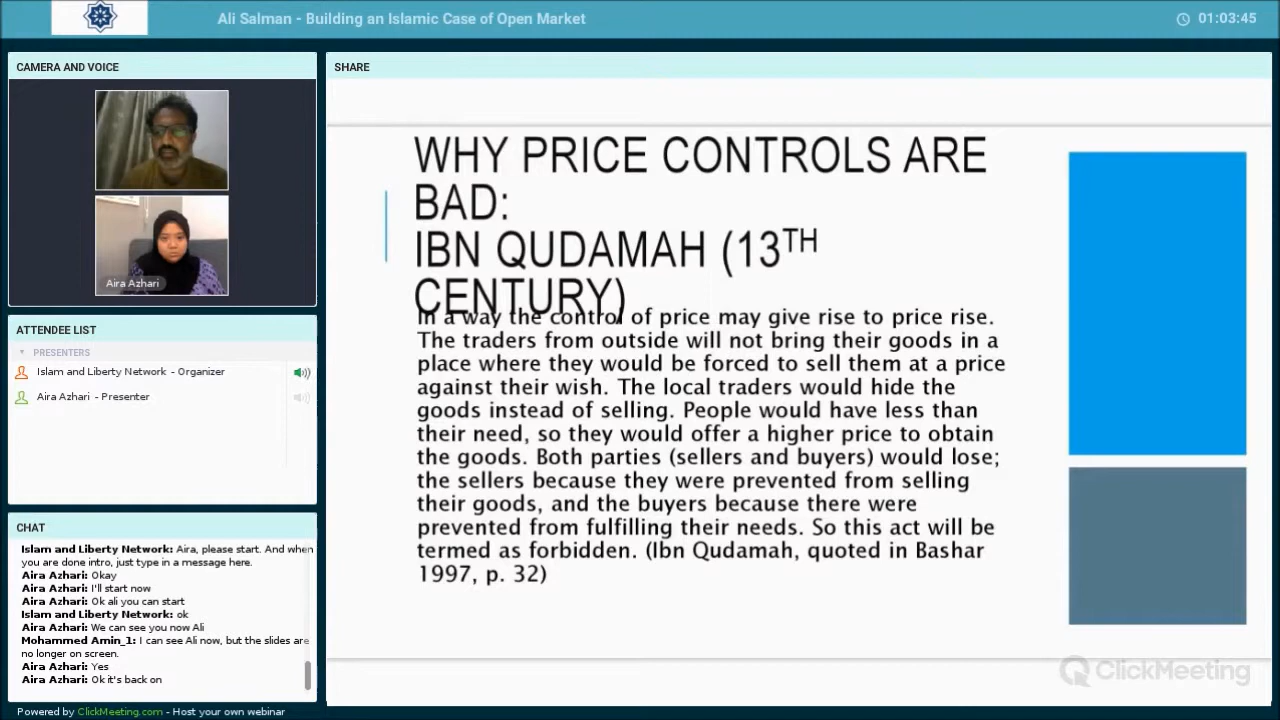 Ali Salman - Building an Islamic Case of Open Market
01:03:45
CAMERA AND VOICE
Aira Azhari
ATTENDEE LIST
PRESENTERS
Islam and Liberty Network - Organizer
Aira Azhari - Presenter
CHAT
Islam and Liberty Network: Aira, please start. And when
you are done intro, just type in a message here.
Aira Azhari: Okay
Aira Azhari: I'll start now
Aira Azhari: Ok ali you can start
Islam and Liberty Network: ok
Aira Azhari: We can see you now Ali
Mohammed Amin_1: I can see Ali now, but the slides are
no longer on screen.
Aira Azhari: Yes
Aira Azhari: Ok it's back on
Powered by ClickMeeting.com - Host your own webinar
SHARE
WHY PRICE CONTROLS ARE
BAD:
IBN QUDAMAH (13TH
CENTURY)
In a way the control of price may give rise to price rise.
The traders from outside will not bring their goods in a
place where they would be forced to sell them at a price
against their wish. The local traders would hide the
goods instead of selling. People would have less than
their need, so they would offer a higher price to obtain
the goods. Both parties (sellers and buyers) would lose;
the sellers because they were prevented from selling
their goods, and the buyers because there were
prevented from fulfilling their needs. So this act will be
termed as forbidden. (Ibn Qudamah, quoted in Bashar
1997, p. 32)
ClickMeeting